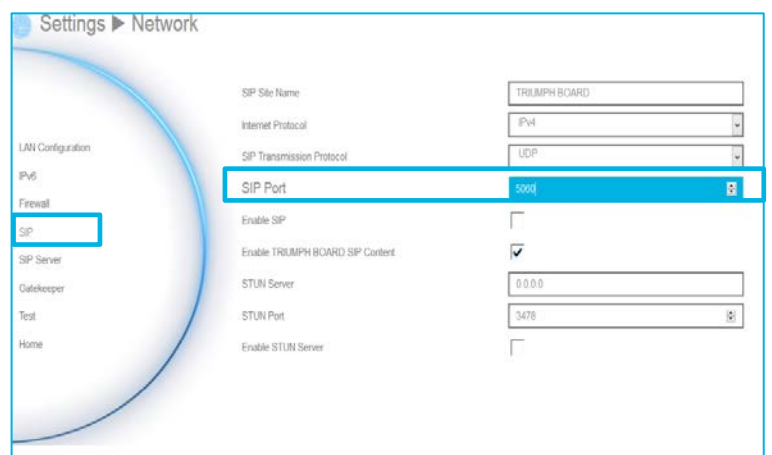 Settings ▶ Network
SIP Site Name TRIUMPH BOARD
Internet Protocol IPv4
LAN Configuration
SIP Transmission Protocol UDP
IPv6
SIP Port 5060
Firewall
Enable SIP
SIP
Enable TRIUMPH BOARD SIP Content
SIP Server
STUN Server 0.0.0.0
Gatekeeper
STUN Port 3478
Test
Enable STUN Server
Home